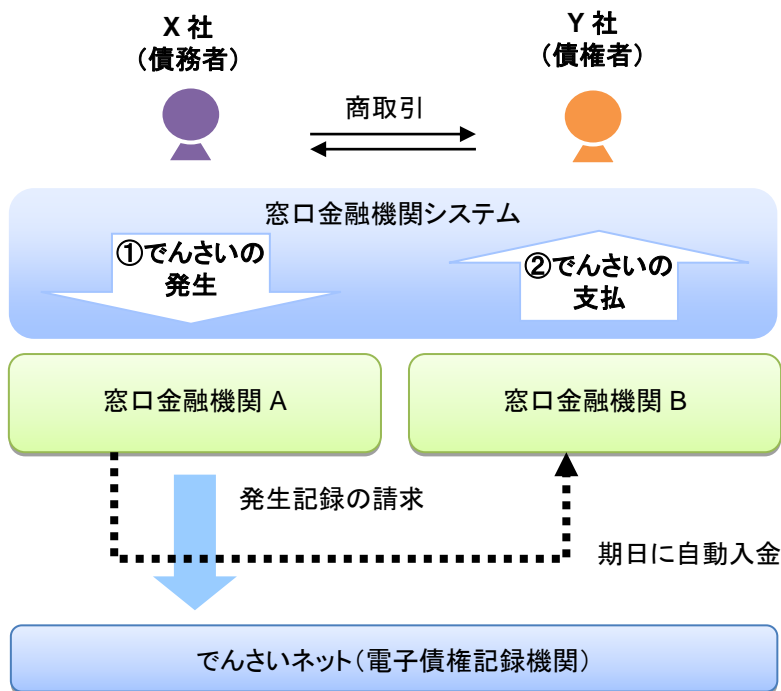 X 社
（債務者）
Y 社
（債権者）
商取引
窓口金融機関システム
①でんさいの
発生
②でんさいの
支払
窓口金融機関 A
窓口金融機関 B
発生記録の請求
期日に自動入金
でんさいネット（電子債権記録機関）